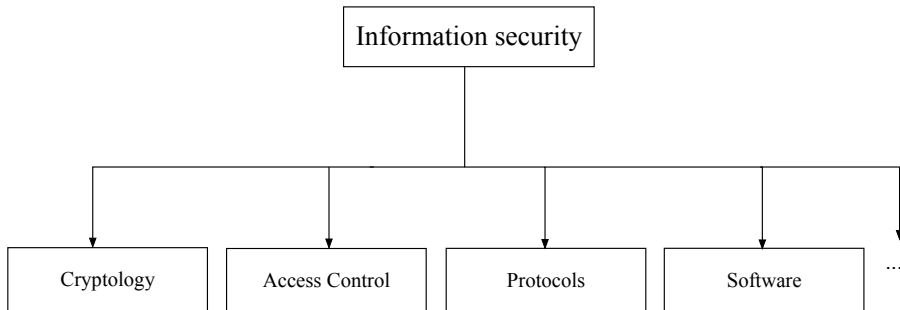 Information security
Cryptology
Access Control
Protocols
Software
...